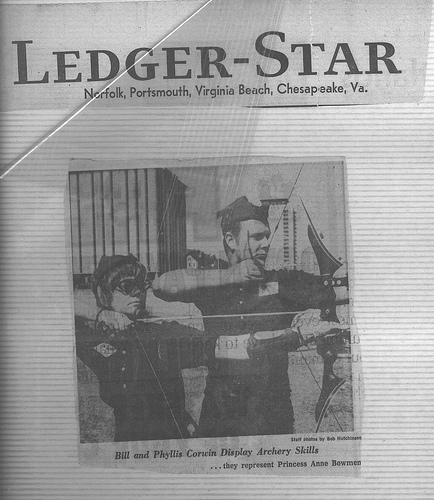 LEDGER-STAR
Norfolk, Portsmouth, Virginia Beach, Chesapeake, Va.
Staff photos by Bob Hutchinson
Bill and Phyllis Corwin Display Archery Skills
...they represent Princess Anne Bowmen